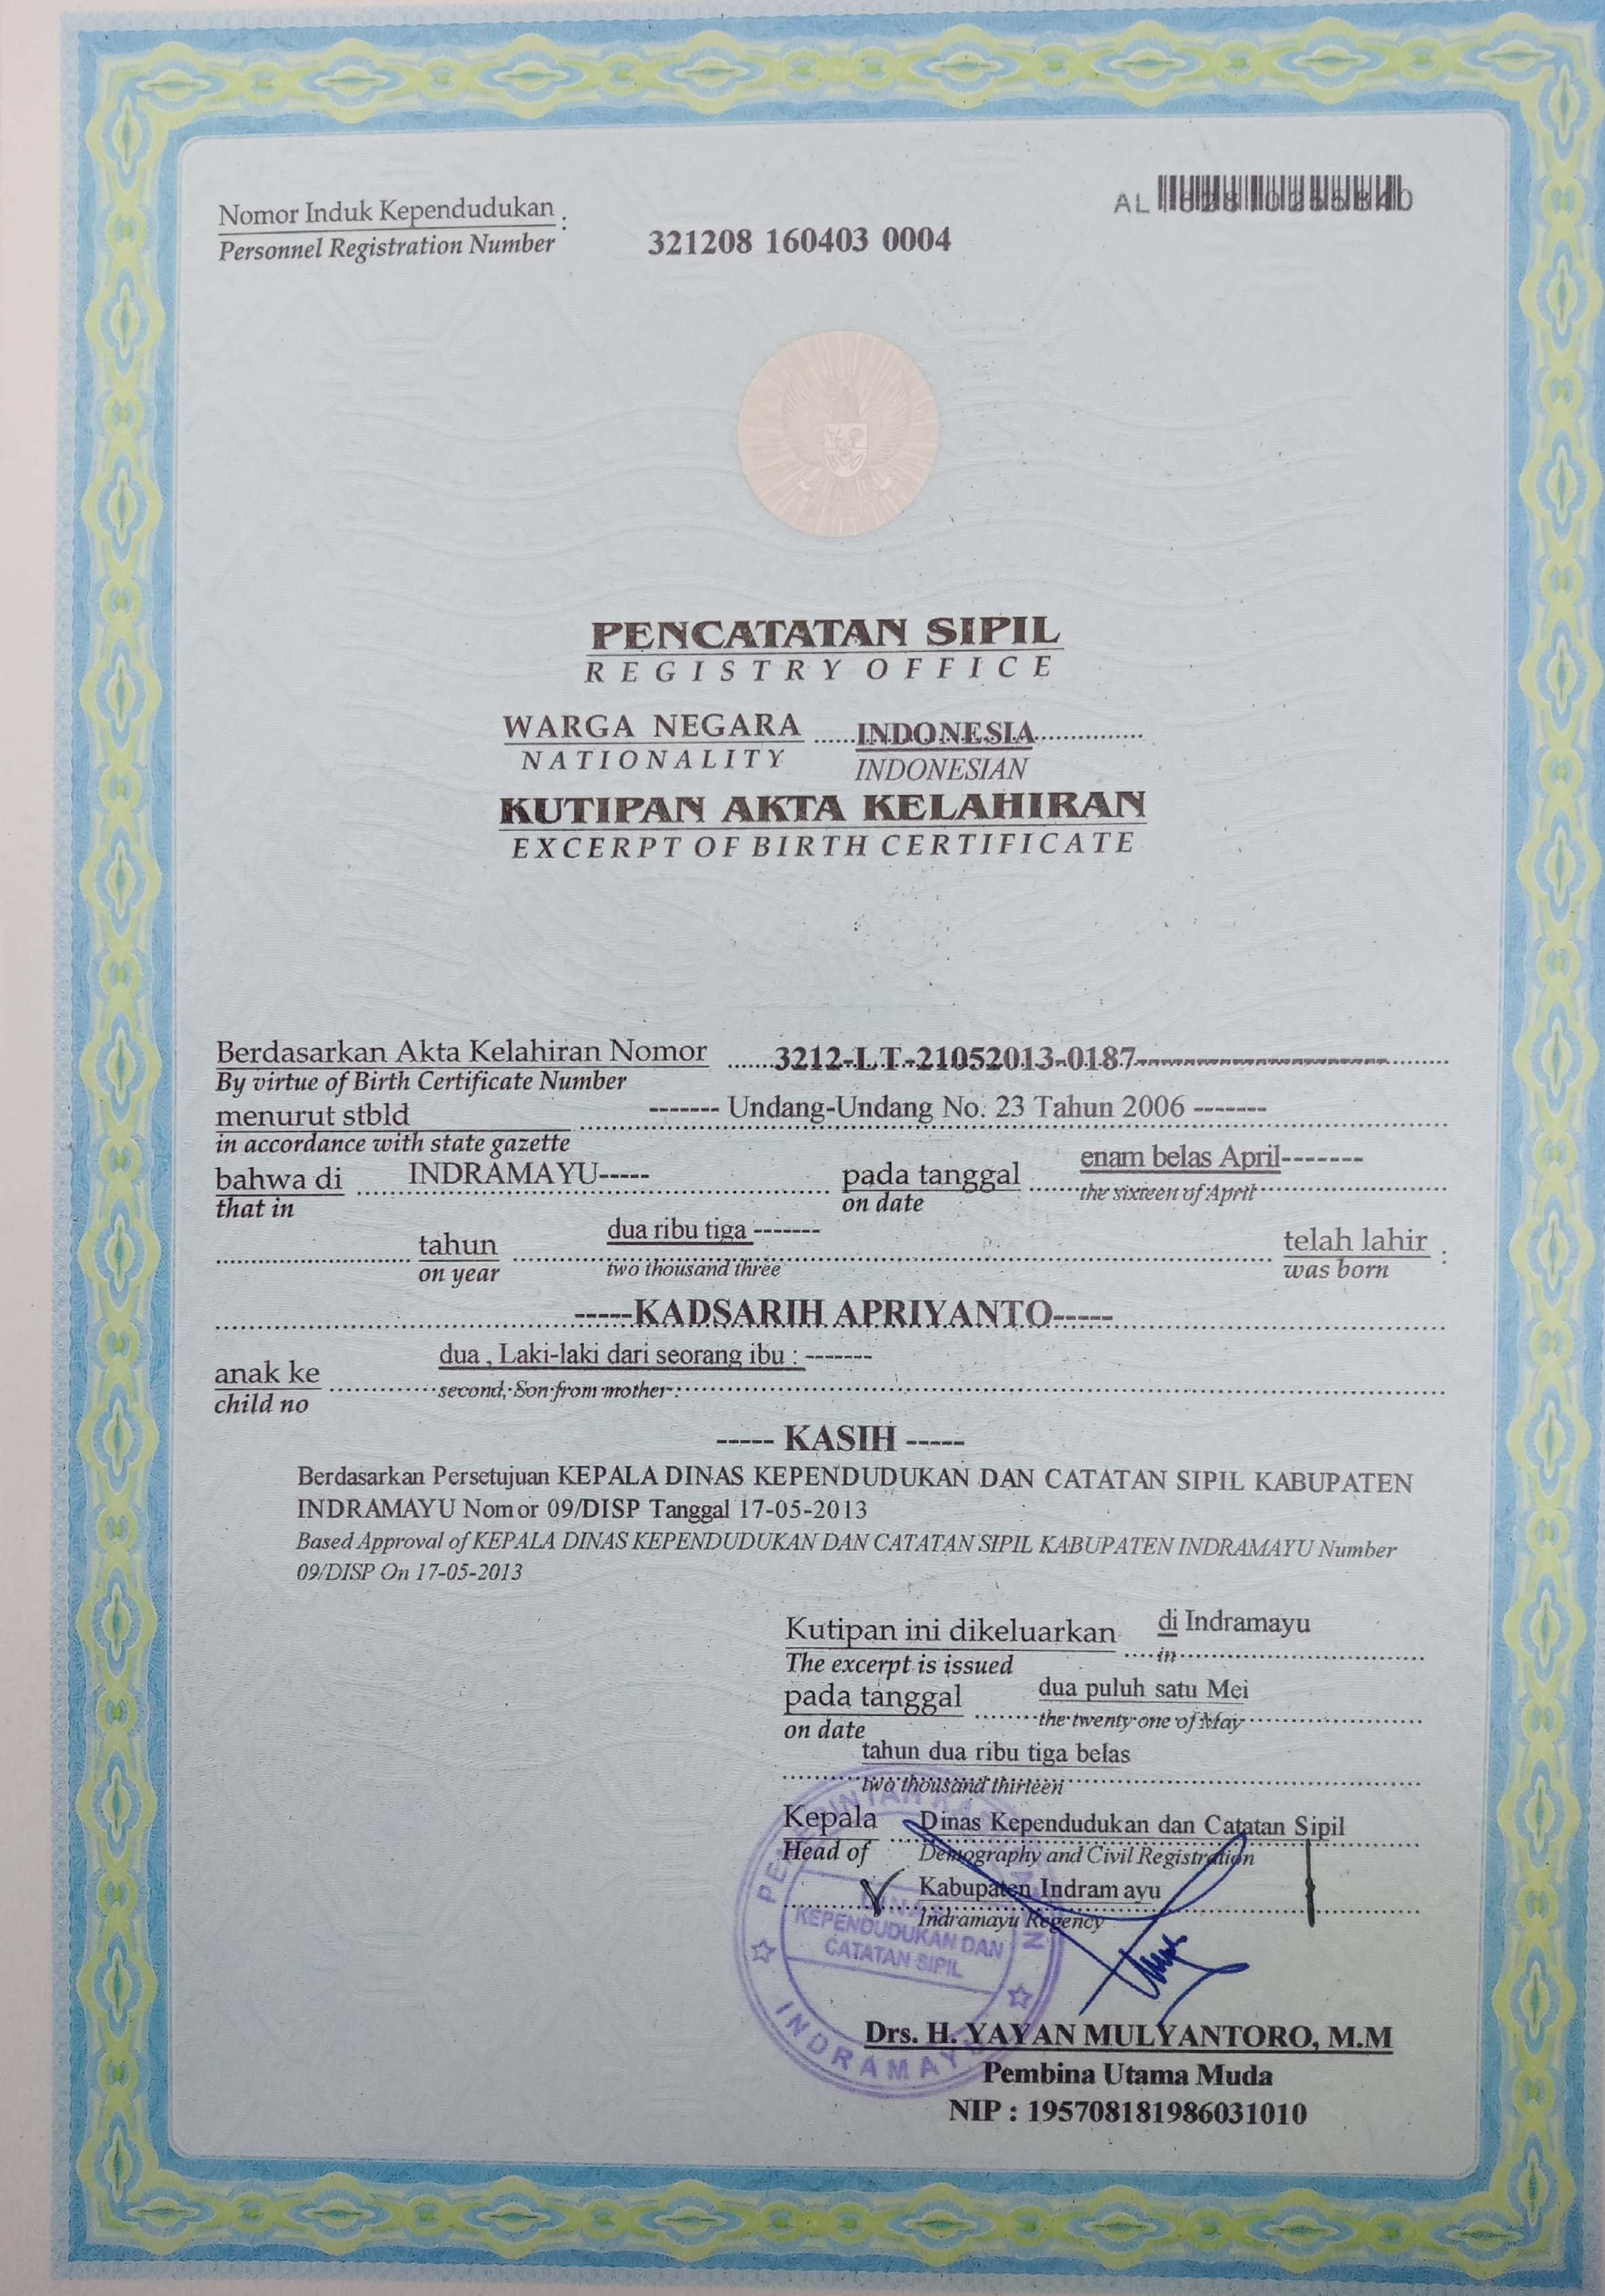 Nomor Induk Kependudukan :
Personnel Registration Number
321208 160403 0004
AL
PENCATATAN SIPIL
REGISTRY OFFICE
WARGA NEGARA ......INDONESIA................
NATIONALITY INDONESIAN
KUTIPAN AKTA KELAHIRAN
EXCERPT OF BIRTH CERTIFICATE
Berdasarkan Akta Kelahiran Nomor .......3212-LT-21052013-0187--------------------
By virtue of Birth Certificate Number
menurut stbld ------- Undang-Undang No. 23 Tahun 2006 -------
in accordance with state gazette
bahwa di INDRAMAYU----- pada tanggal enam belas April-------
that in on date the sixteen of April
tahun dua ribu tiga ------- telah lahir :
on year two thousand three was born
-----KADSARIH APRIYANTO-----
anak ke dua , Laki-laki dari seorang ibu : -------
child no second, Son from mother :
----- KASIH -----
Berdasarkan Persetujuan KEPALA DINAS KEPENDUDUKAN DAN CATATAN SIPIL KABUPATEN
INDRAMAYU Nomor 09/DISP Tanggal 17-05-2013
Based Approval of KEPALA DINAS KEPENDUDUKAN DAN CATATAN SIPIL KABUPATEN INDRAMAYU Number
09/DISP On 17-05-2013
Kutipan ini dikeluarkan di Indramayu
The excerpt is issued in
pada tanggal dua puluh satu Mei
on date the twenty one of May
tahun dua ribu tiga belas
two thousand thirteen
Kepala Dinas Kependudukan dan Catatan Sipil
Head of Demography and Civil Registration
Kabupaten Indramayu
Indramayu Regency
DINAS
KEPENDUDUKAN DAN
CATATAN SIPIL
INDRAMAYU
Drs. H. YAYAN MULYANTORO, M.M
Pembina Utama Muda
NIP : 195708181986031010